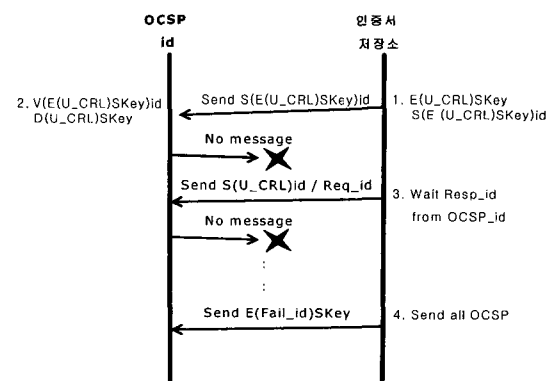 OCSP
id
인증서
저장소
2. V(E(U_CRL)SKey)id
D(U_CRL)SKey
Send S(E(U_CRL)SKey)id
1. E(U_CRL)SKey
S(E (U_CRL)SKey)id
No message
Send S(U_CRL)id / Req_id
3. Wait Resp_id
from OCSP_id
No message
Send E(Fail_id)SKey
4. Send all OCSP